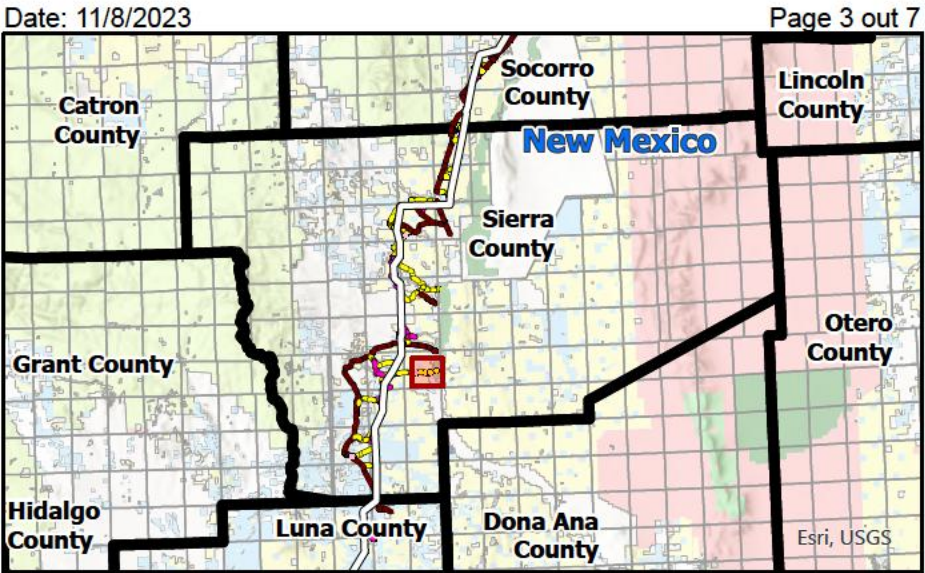 Date: 11/8/2023
Page 3 out 7
Catron
County
Socorro
County
Lincoln
County
New Mexico
Sierra
County
Grant County
Otero
County
Hidalgo
County
Luna County
Dona Ana
County
Esri, USGS